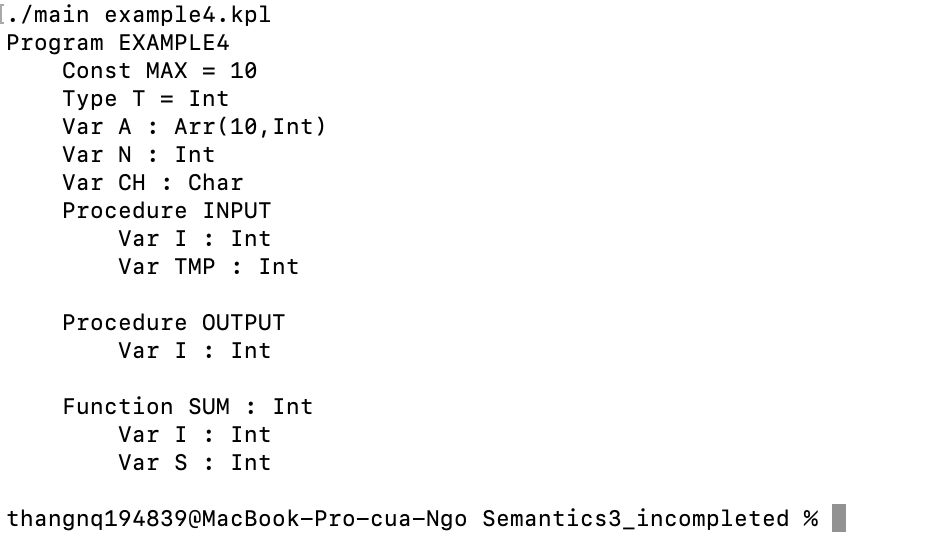 ./main example4.kpl
Program EXAMPLE4
    Const MAX = 10
    Type T = Int
    Var A : Arr(10,Int)
    Var N : Int
    Var CH : Char
    Procedure INPUT
        Var I : Int
        Var TMP : Int

    Procedure OUTPUT
        Var I : Int

    Function SUM : Int
        Var I : Int
        Var S : Int

thangnq194839@MacBook-Pro-cua-Ngo Semantics3_incompleted %